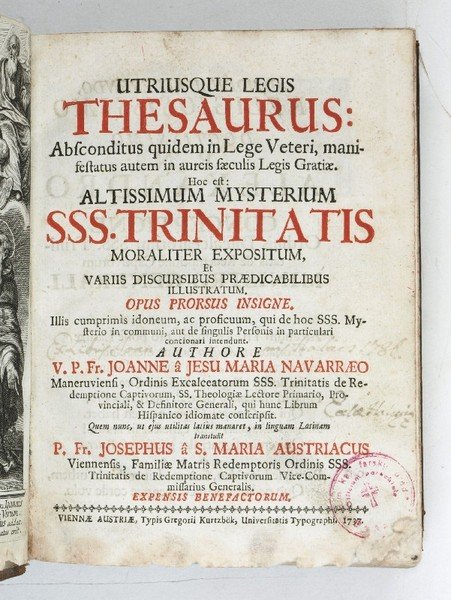 UTRIUSQUE LEGIS
THESAURUS:
Absconditus quidem in Lege Veteri, mani-
festatus autem in aureis sæculis Legis Gratiæ.
Hoc est:
ALTISSIMUM MYSTERIUM
SSS. TRINITATIS
MORALITER EXPOSITUM,
Et
VARIIS DISCURSIBUS PRÆDICABILIBUS
ILLUSTRATUM.
OPUS PRORSUS INSIGNE.
Illis cumprimis idoneum, ac proficuum, qui de hoc SSS. My-
sterio in communi, aut de singulis Personis in particulari
concionari intendunt.
AUTHORE
V. P. Fr. JOANNE â JESU MARIA NAVARRÆO
Maneruviensi, Ordinis Excalceatorum SSS. Trinitatis de Re-
demptione Captivorum, SS. Theologiæ Lectore Primario, Pro-
vinciali, & Definitore Generali, qui hunc Librum
Hispanico idiomate conscripsit.
Quem nunc, ut ejus utilitas latius manaret, in linguam Latinam
transtulit
P. Fr. JOSEPHUS â S. MARIA AUSTRIACUS
Viennensis, Familiæ Matris Redemptoris Ordinis SSS.
Trinitatis de Redemptione Captivorum Vice-Com-
missarius Generalis,
EXPENSIS BENEFACTORUM.
VIENNÆ AUSTRIÆ, Typis Gregorii Kurtzbök, Universitatis Typographi. 1737.